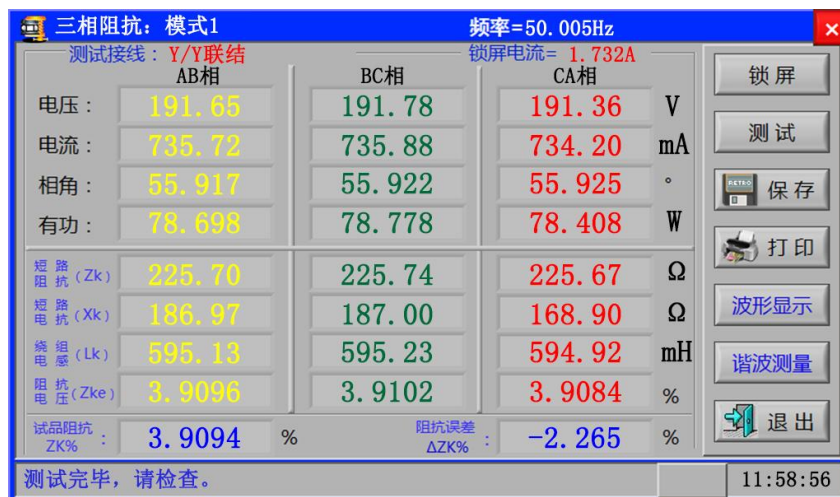 三相阻抗: 模式1 频率=50.005Hz
测试接线：Y/Y联结 锁屏电流= 1.732A
AB相 BC相 CA相
电压： 191.65 191.78 191.36 V
电流： 735.72 735.88 734.20 mA
相角： 55.917 55.922 55.925 °
有功： 78.698 78.778 78.408 W
短路阻抗(Zk) 225.70 225.74 225.67 Ω
短路电抗(Xk) 186.97 187.00 168.90 Ω
绕组电感(Lk) 595.13 595.23 594.92 mH
阻抗电压(Zke) 3.9096 3.9102 3.9084 %
试品阻抗ZK%： 3.9094 % 阻抗误差ΔZK%： -2.265 %
测试完毕，请检查。 11:58:56
锁屏
测试
RETRO 保存
打印
波形显示
谐波测量
退出